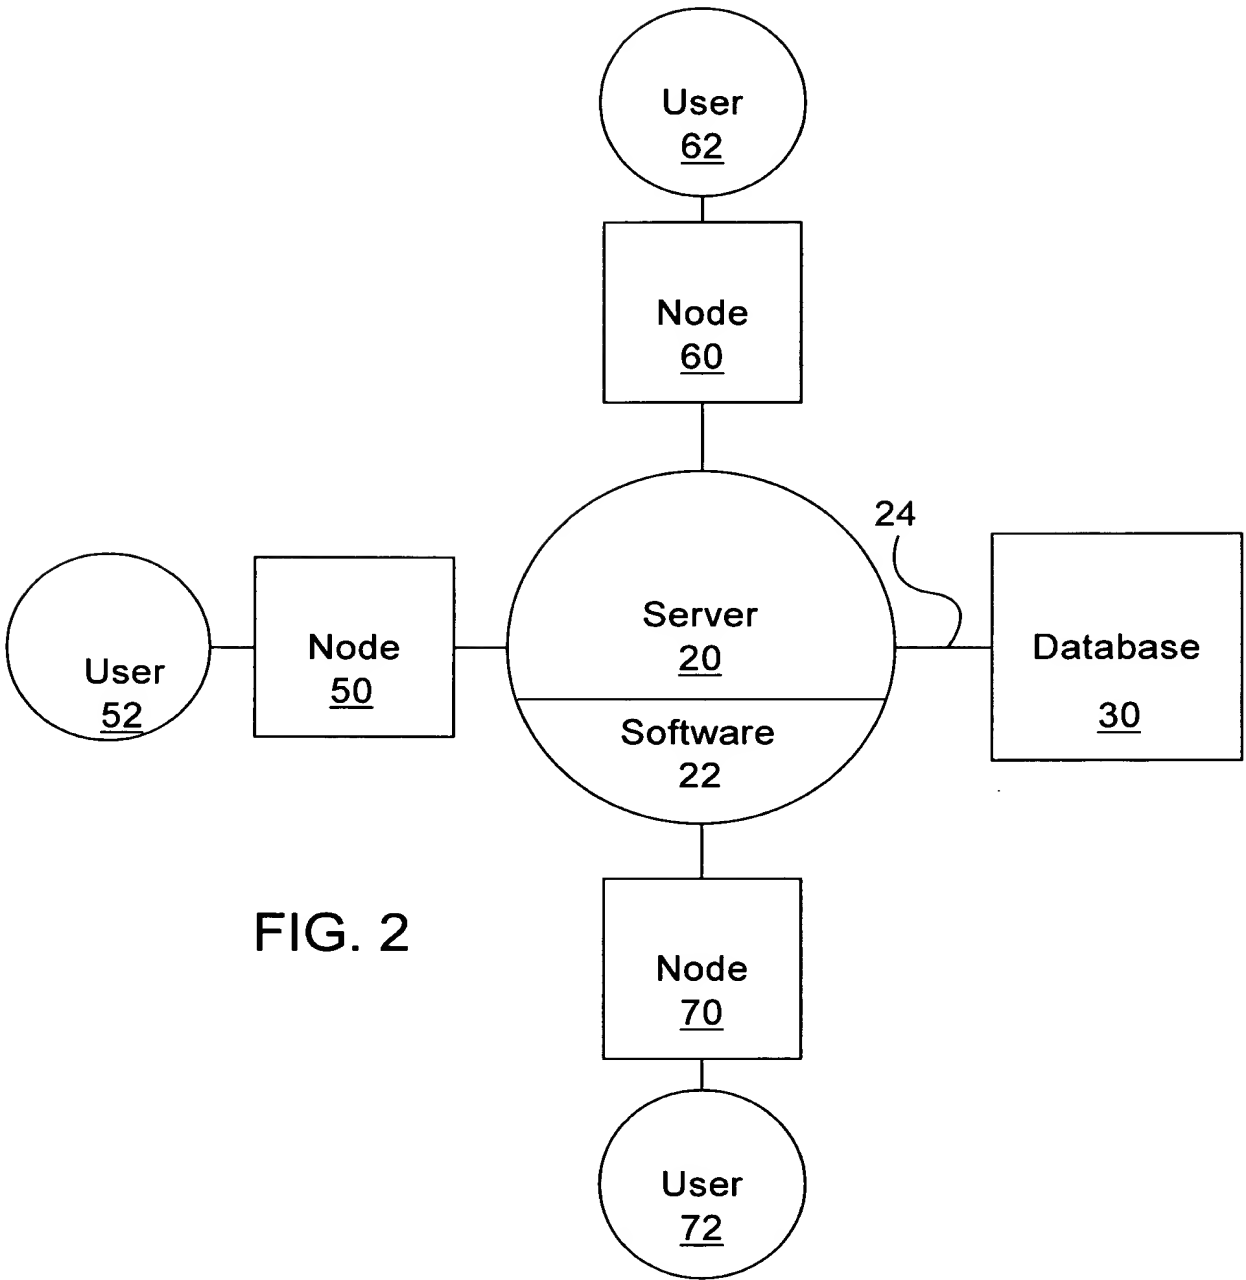 User
62
Node
60
24
Server
20
Database
30
Node
50
User
52
Software
22
FIG. 2
Node
70
User
72